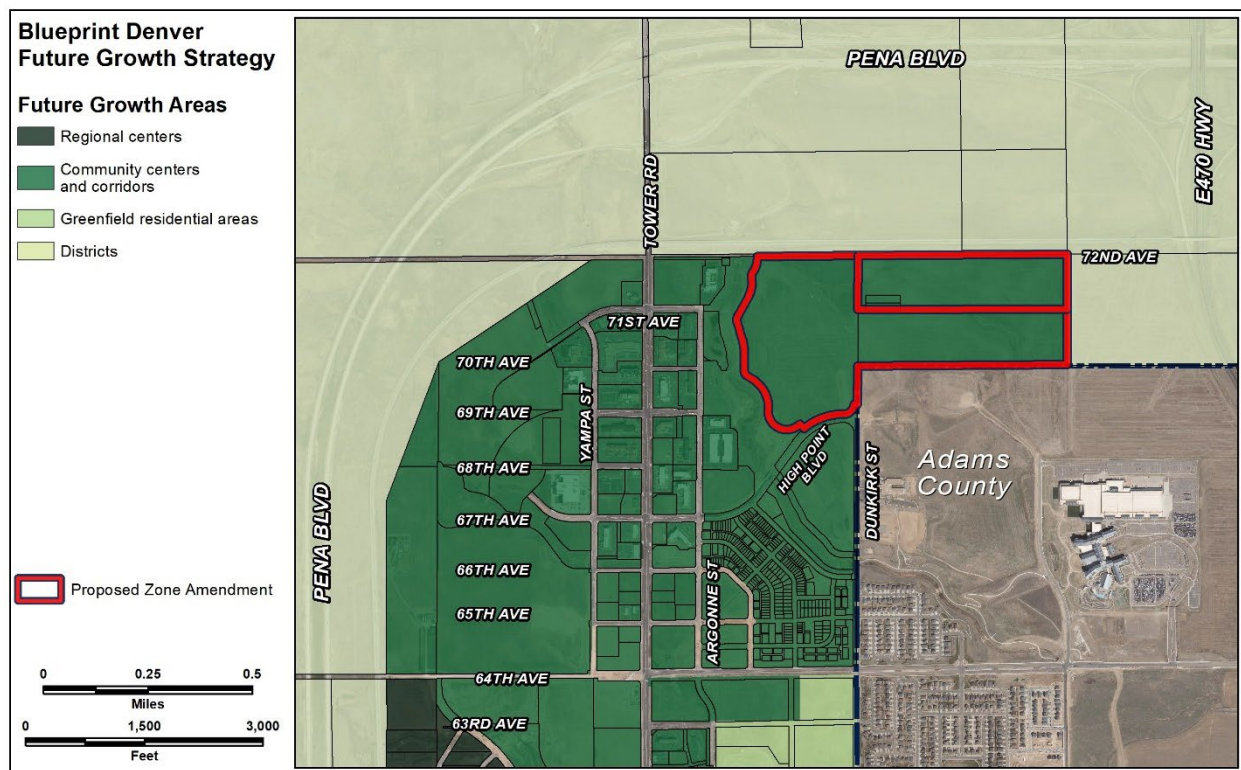 Blueprint Denver
Future Growth Strategy
Future Growth Areas
Regional centers
Community centers
and corridors
Greenfield residential areas
Districts
Proposed Zone Amendment
0 0.25 0.5
Miles
0 1,500 3,000
Feet
PENA BLVD
E470 HWY
TOWER RD
72ND AVE
71ST AVE
70TH AVE
69TH AVE
YAMPA ST
68TH AVE
HIGH POINT
BLVD
DUNKIRK ST
Adams
County
67TH AVE
PENA BLVD
66TH AVE
65TH AVE
ARGONNE ST
64TH AVE
63RD AVE